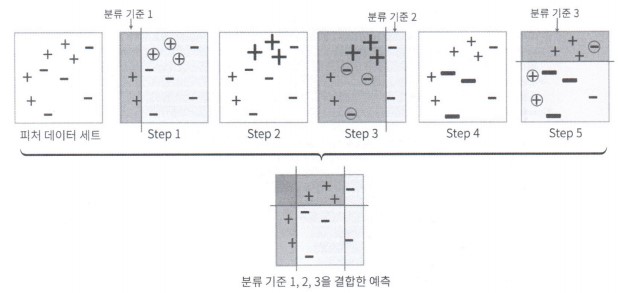 분류 기준 1
분류 기준 2
분류 기준 3
피처 데이터 세트
Step 1
Step 2
Step 3
Step 4
Step 5
분류 기준 1, 2, 3을 결합한 예측